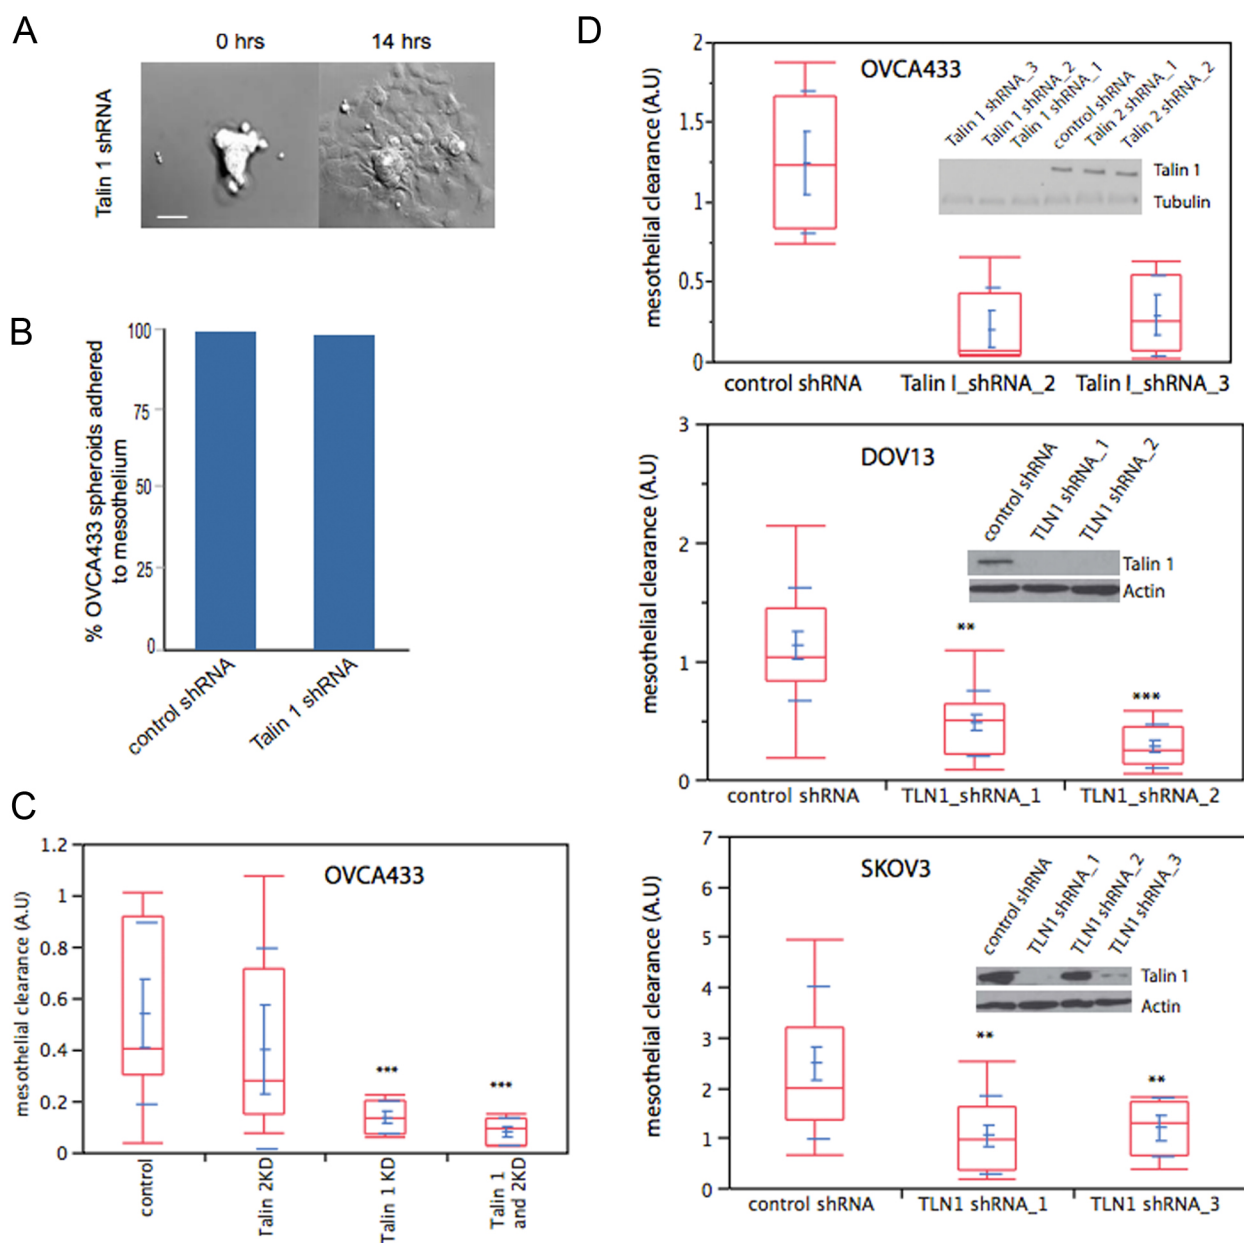 A
0 hrs
14 hrs
Talin 1 shRNA
B
% OVCA433 spheroids adhered
to mesothelium
100
75
50
25
0
control shRNA
Talin 1 shRNA
C
mesothelial clearance (A.U)
1.2
1
0.8
0.6
0.4
0.2
0
OVCA433
***
***
control
Talin 2KD
Talin 1 KD
Talin 1
and 2KD
D
mesothelial clearance (A.U)
2
1.5
1
0.5
0
OVCA433
Talin 1 shRNA_3
Talin 1 shRNA_2
Talin 1 shRNA_1
control shRNA
Talin 2 shRNA_1
Talin 2 shRNA_2
Talin 1
Tubulin
control shRNA
Talin I_shRNA_2
Talin I_shRNA_3
mesothelial clearance (A.U)
3
2
1
0
DOV13
control shRNA
TLN1 shRNA_1
TLN1 shRNA_2
Talin 1
Actin
**
***
control shRNA
TLN1_shRNA_1
TLN1_shRNA_2
mesothelial clearance (A.U)
7
6
5
4
3
2
1
0
SKOV3
control shRNA
TLN1 shRNA_1
TLN1 shRNA_2
TLN1 shRNA_3
Talin 1
Actin
**
**
control shRNA
TLN1 shRNA_1
TLN1 shRNA_3